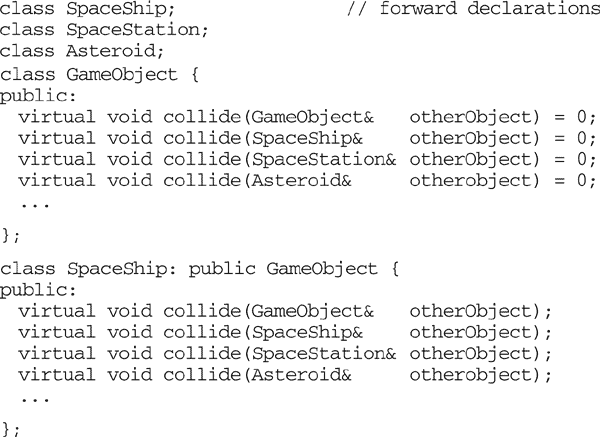 class SpaceShip;                  // forward declarations
class SpaceStation;
class Asteroid;
class GameObject {
public:
  virtual void collide(GameObject&   otherObject) = 0;
  virtual void collide(SpaceShip&    otherObject) = 0;
  virtual void collide(SpaceStation& otherObject) = 0;
  virtual void collide(Asteroid&     otherobject) = 0;
  ...
};
class SpaceShip: public GameObject {
public:
  virtual void collide(GameObject&   otherObject);
  virtual void collide(SpaceShip&    otherObject);
  virtual void collide(SpaceStation& otherObject);
  virtual void collide(Asteroid&     otherobject);
  ...
};